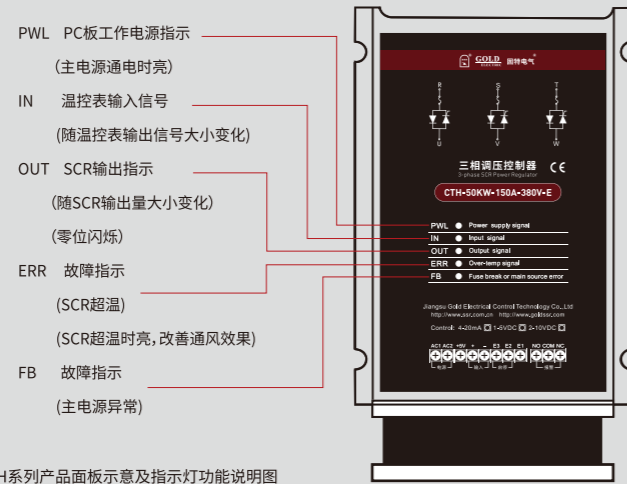 PWL PC板工作电源指示
(主电源通电时亮)
IN 温控表输入信号
(随温控表输出信号大小变化)
OUT SCR输出指示
(随SCR输出量大小变化)
(零位闪烁)
ERR 故障指示
(SCR超温)
(SCR超温时亮,改善通风效果)
FB 故障指示
(主电源异常)
H系列产品面板示意及指示灯功能说明图
GOLD 固特电气
R S T
U V W
三相调压控制器 CE
3-phase SCR Power Regulator
CTH-50KW-150A-380V-E
PWL Power supply signal
IN Input signal
OUT Output signal
ERR Over-temp signal
FB Fuse break or main source error
Jiangsu Gold Electrical Control Technology Co., Ltd
http://www.ssr.com.cn http://www.goldssr.com
Control: 4-20mA 1-5VDC 2-10VDC
AC1 AC2 +5V + - E3 E2 E1 NO COM NC
电源 输入 报警